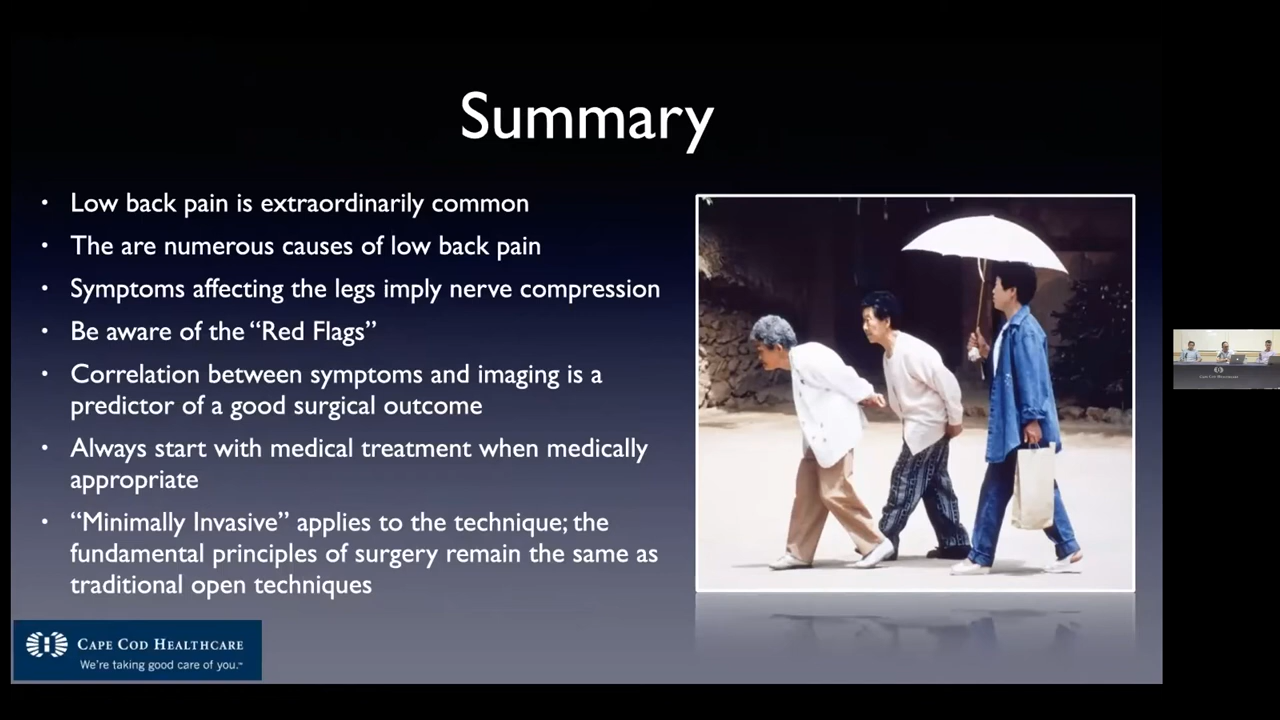 Summary
• Low back pain is extraordinarily common
• The are numerous causes of low back pain
• Symptoms affecting the legs imply nerve compression
• Be aware of the “Red Flags”
• Correlation between symptoms and imaging is a
predictor of a good surgical outcome
• Always start with medical treatment when medically
appropriate
• “Minimally Invasive” applies to the technique; the
fundamental principles of surgery remain the same as
traditional open techniques
CAPE COD HEALTHCARE
We're taking good care of you.™
CAPE COD HEALTHCARE